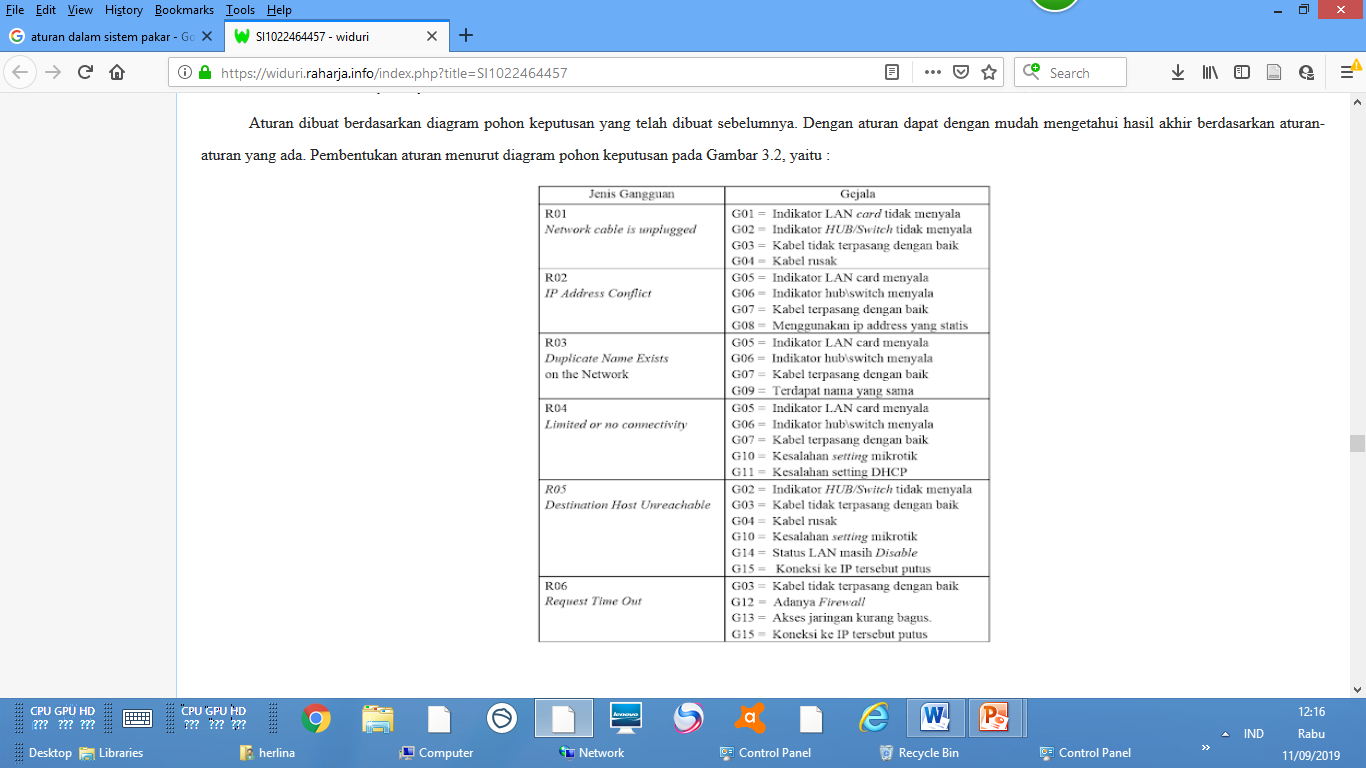 File Edit View History Bookmarks Tools Help
aturan dalam sistem pakar - Go
SI1022464457 - widuri
https://widuri.raharja.info/index.php?title=SI1022464457
Search
Aturan dibuat berdasarkan diagram pohon keputusan yang telah dibuat sebelumnya. Dengan aturan dapat dengan mudah mengetahui hasil akhir berdasarkan aturan-
aturan yang ada. Pembentukan aturan menurut diagram pohon keputusan pada Gambar 3.2, yaitu :
Jenis Gangguan Gejala
R01
Network cable is unplugged
G01 = Indikator LAN card tidak menyala
G02 = Indikator HUB/Switch tidak menyala
G03 = Kabel tidak terpasang dengan baik
G04 = Kabel rusak
R02
IP Address Conflict
G05 = Indikator LAN card menyala
G06 = Indikator hub\switch menyala
G07 = Kabel terpasang dengan baik
G08 = Menggunakan ip address yang statis
R03
Duplicate Name Exists
on the Network
G05 = Indikator LAN card menyala
G06 = Indikator hub\switch menyala
G07 = Kabel terpasang dengan baik
G09 = Terdapat nama yang sama
R04
Limited or no connectivity
G05 = Indikator LAN card menyala
G06 = Indikator hub\switch menyala
G07 = Kabel terpasang dengan baik
G10 = Kesalahan setting mikrotik
G11 = Kesalahan setting DHCP
R05
Destination Host Unreachable
G02 = Indikator HUB/Switch tidak menyala
G03 = Kabel tidak terpasang dengan baik
G04 = Kabel rusak
G10 = Kesalahan setting mikrotik
G14 = Status LAN masih Disable
G15 = Koneksi ke IP tersebut putus
R06
Request Time Out
G03 = Kabel tidak terpasang dengan baik
G12 = Adanya Firewall
G13 = Akses jaringan kurang bagus.
G15 = Koneksi ke IP tersebut putus
CPU GPU HD
??? ??? ???
CPU GPU HD
??? ??? ???
lenovo
12:16
IND Rabu
11/09/2019
Desktop Libraries herlina Computer Network Control Panel Recycle Bin Control Panel